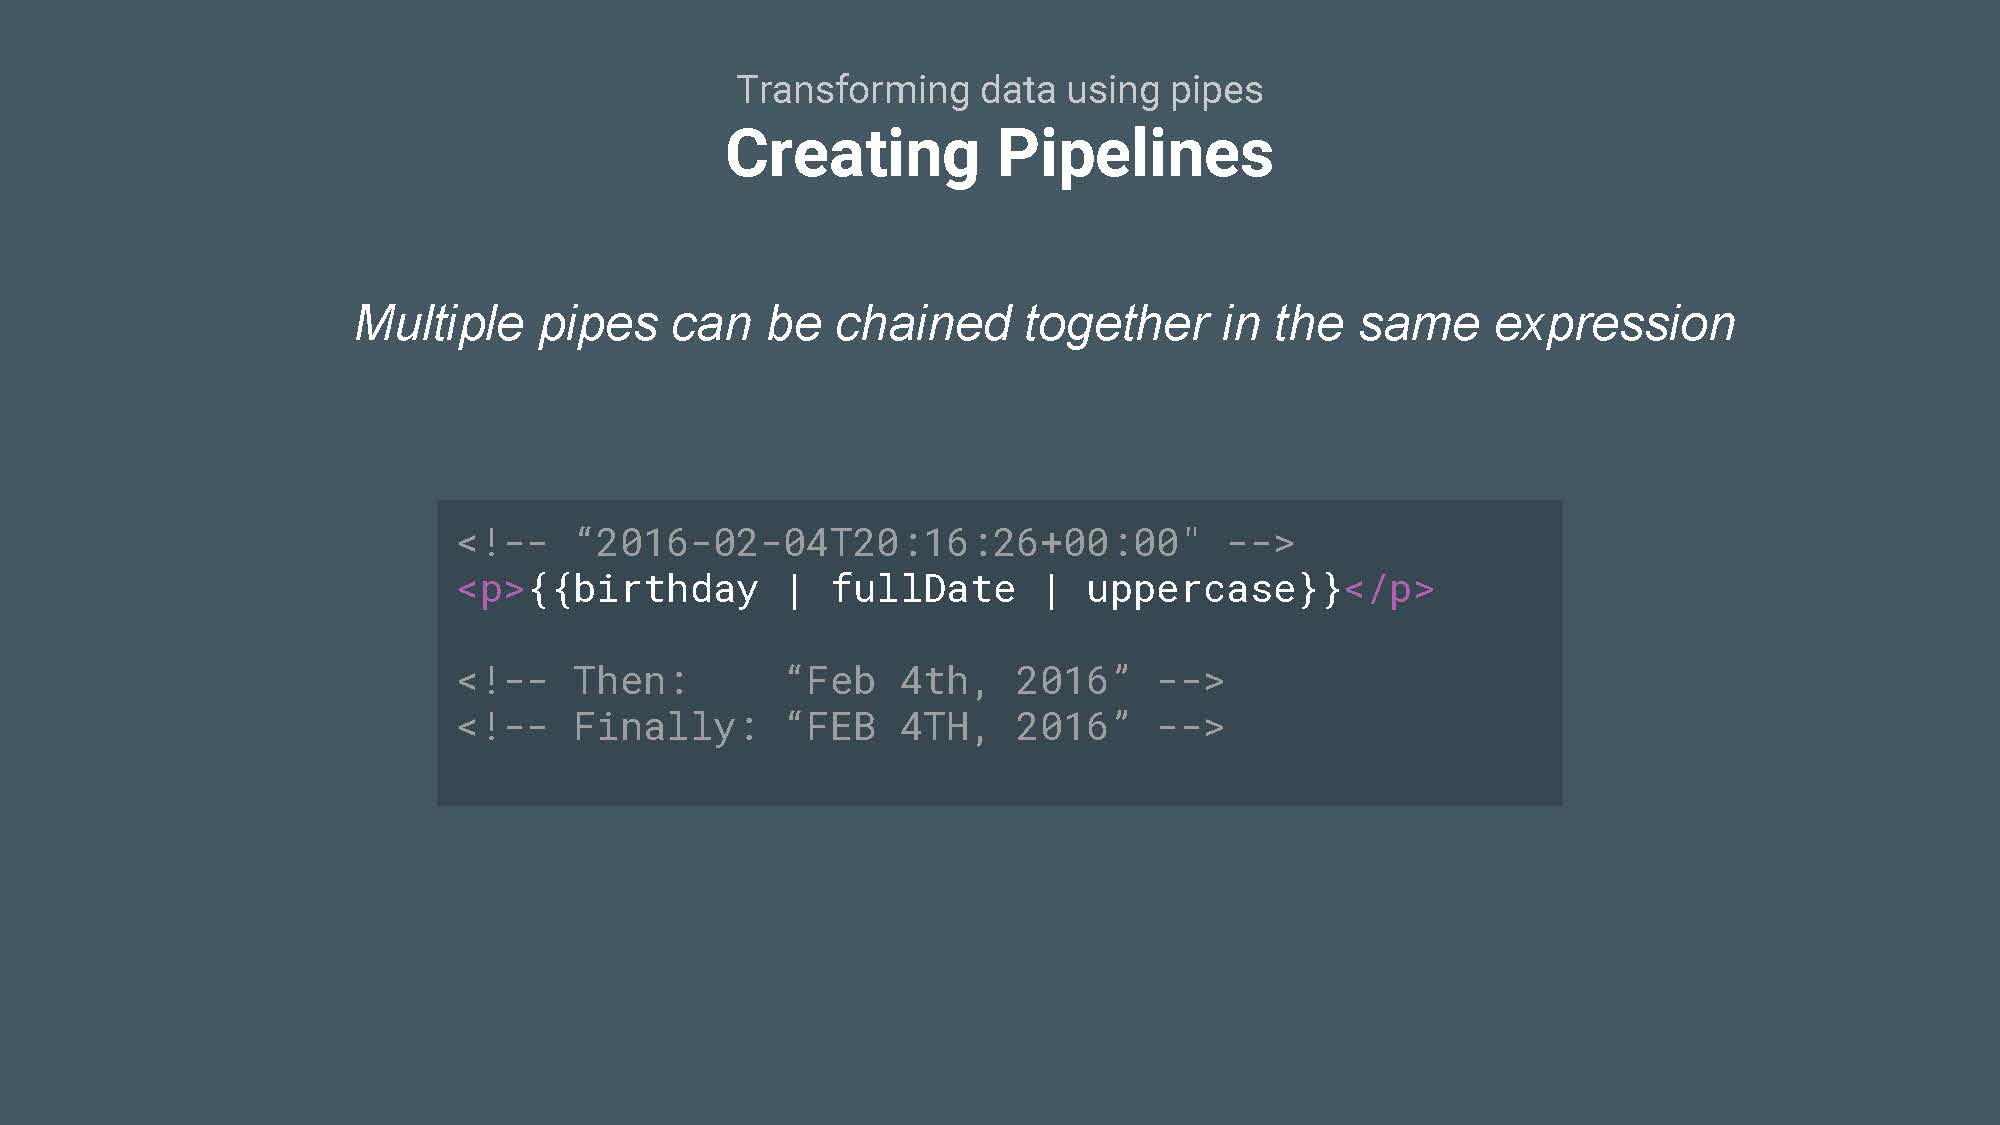 Transforming data using pipes
Creating Pipelines
Multiple pipes can be chained together in the same expression
<!-- “2016-02-04T20:16:26+00:00" -->
<p>{{birthday | fullDate | uppercase}}</p>
<!-- Then:    “Feb 4th, 2016” -->
<!-- Finally: “FEB 4TH, 2016” -->